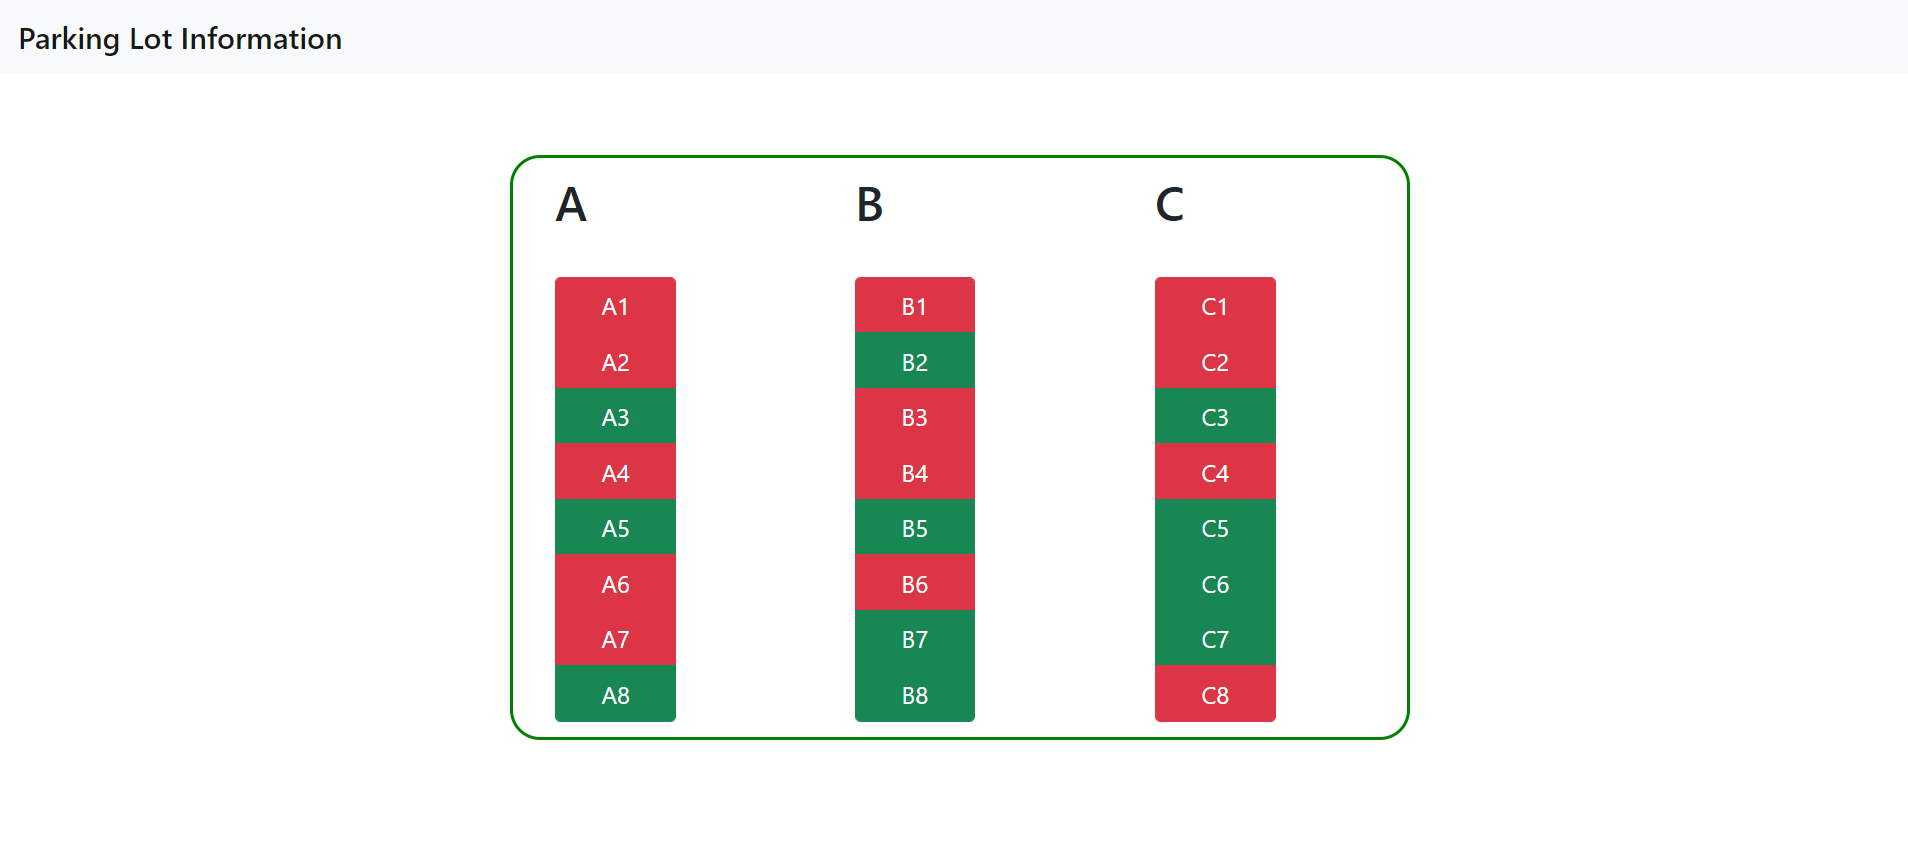 Parking Lot Information
A B C
A1 B1 C1
A2 B2 C2
A3 B3 C3
A4 B4 C4
A5 B5 C5
A6 B6 C6
A7 B7 C7
A8 B8 C8